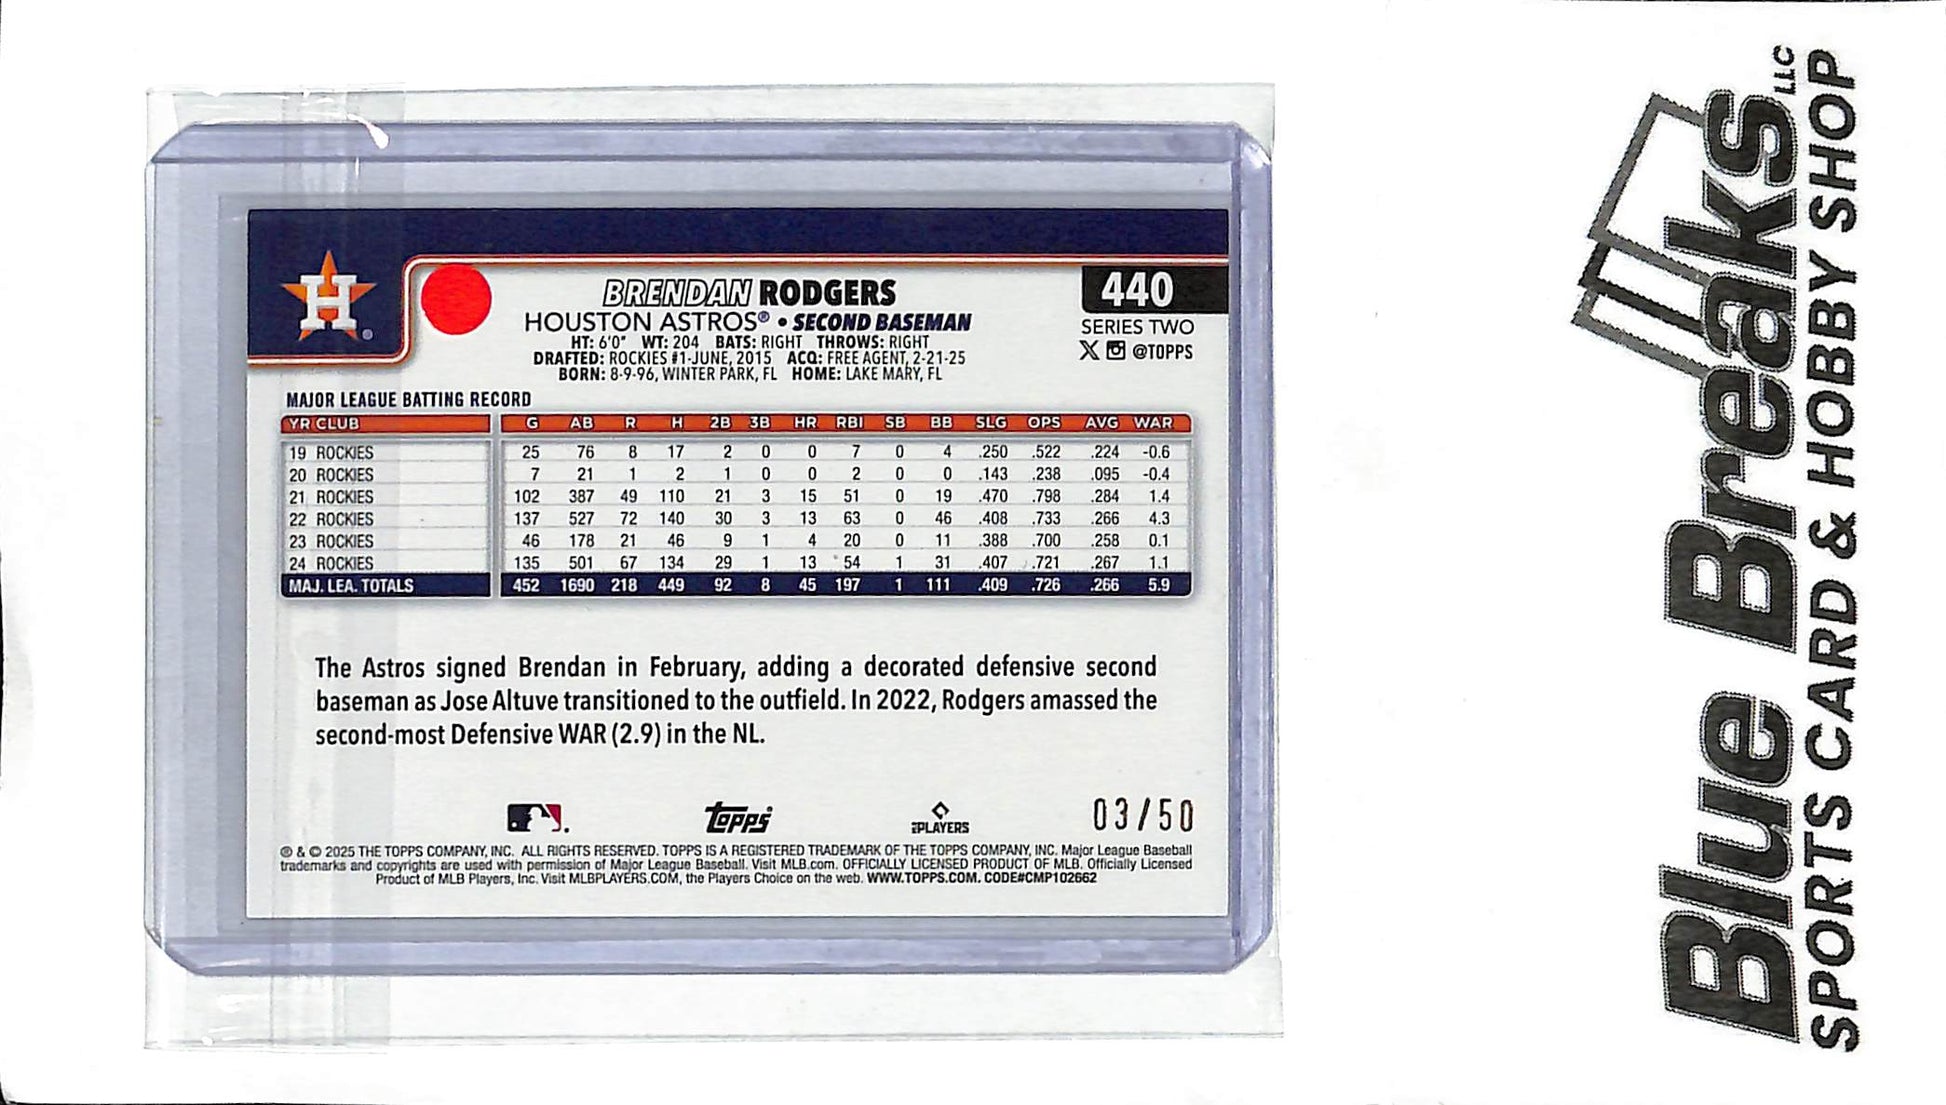 H
BRENDAN RODGERS
HOUSTON ASTROS® • SECOND BASEMAN
HT: 6'0" WT: 204 BATS: RIGHT THROWS: RIGHT
DRAFTED: ROCKIES #1-JUNE, 2015 ACQ: FREE AGENT, 2-21-25
BORN: 8-9-96, WINTER PARK, FL HOME: LAKE MARY, FL
440
SERIES TWO
X @TOPPS
MAJOR LEAGUE BATTING RECORD
YR CLUB G AB R H 2B 3B HR RBI SB BB SLG OPS AVG WAR
19 ROCKIES 25 76 8 17 2 0 0 7 0 4 .250 .522 .224 -0.6
20 ROCKIES 7 21 1 2 1 0 0 2 0 0 .143 .238 .095 -0.4
21 ROCKIES 102 387 49 110 21 3 15 51 0 19 .470 .798 .284 1.4
22 ROCKIES 137 527 72 140 30 3 13 63 0 46 .408 .733 .266 4.3
23 ROCKIES 46 178 21 46 9 1 4 20 0 11 .388 .700 .258 0.1
24 ROCKIES 135 501 67 134 29 1 13 54 1 31 .407 .721 .267 1.1
MAJ. LEA. TOTALS 452 1690 218 449 92 8 45 197 1 111 .409 .726 .266 5.9
The Astros signed Brendan in February, adding a decorated defensive second
baseman as Jose Altuve transitioned to the outfield. In 2022, Rodgers amassed the
second-most Defensive WAR (2.9) in the NL.
Topps
PLAYERS
03/50
® & © 2025 THE TOPPS COMPANY, INC. ALL RIGHTS RESERVED. TOPPS IS A REGISTERED TRADEMARK OF THE TOPPS COMPANY, INC. Major League Baseball
trademarks and copyrights are used with permission of Major League Baseball. Visit MLB.com. OFFICIALLY LICENSED PRODUCT OF MLB. Officially Licensed
Product of MLB Players, Inc. Visit MLBPLAYERS.COM, the Players Choice on the web. WWW.TOPPS.COM. CODE#CMP102662
Blue Breaks LLC
SPORTS CARD & HOBBY SHOP